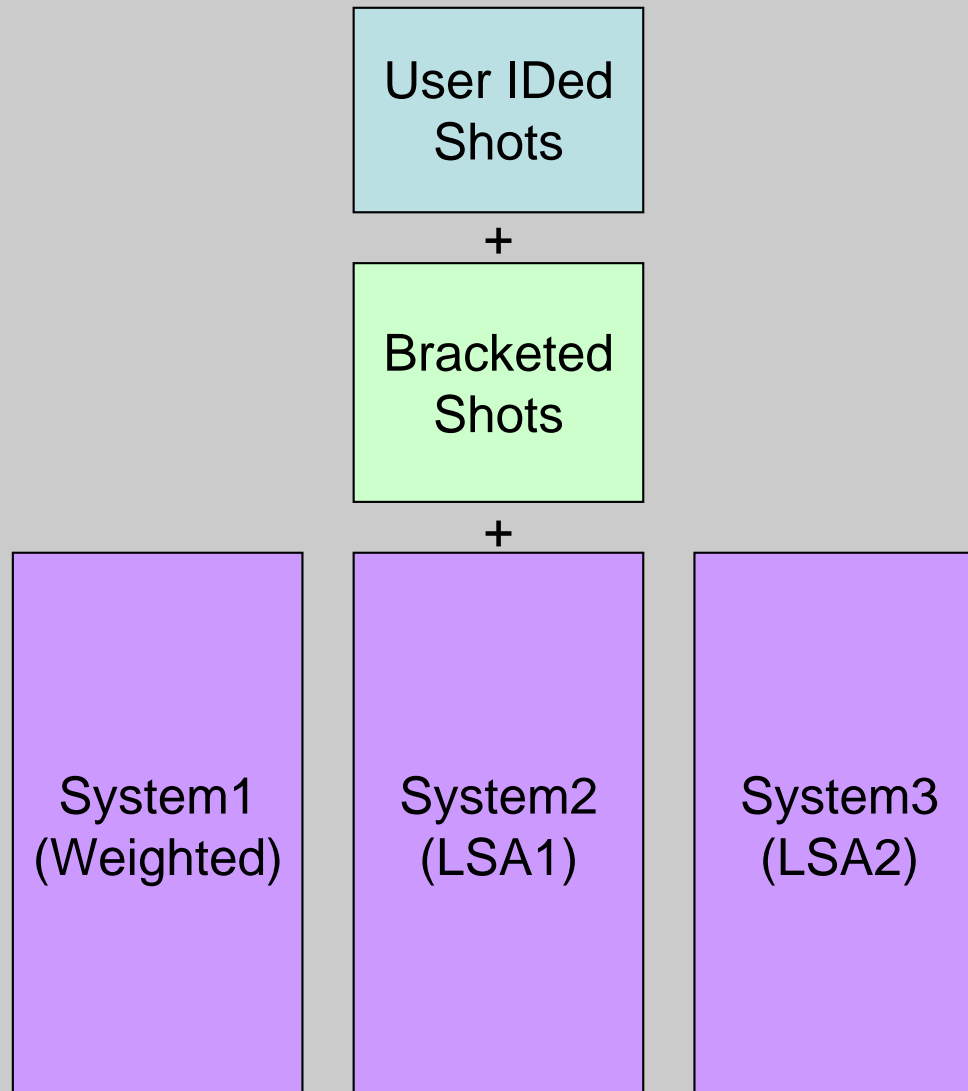 User IDed
Shots
+
Bracketed
Shots
+
System1
(Weighted)
System2
(LSA1)
System3
(LSA2)